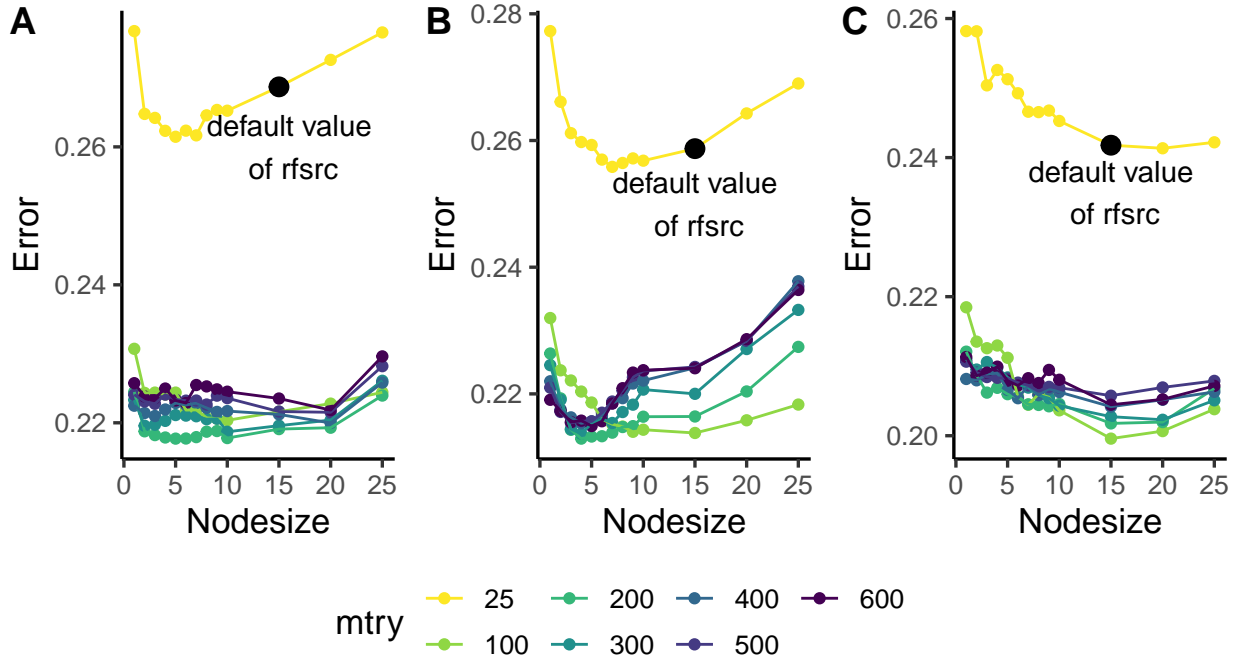 A
B
C
Error
0.26
0.24
0.22
default value
of rfsrc
0 5 10 15 20 25
Nodesize
Error
0.28
0.26
0.24
0.22
default value
of rfsrc
0 5 10 15 20 25
Nodesize
Error
0.26
0.24
0.22
0.20
default value
of rfsrc
0 5 10 15 20 25
Nodesize
mtry
25 200 400 600
100 300 500